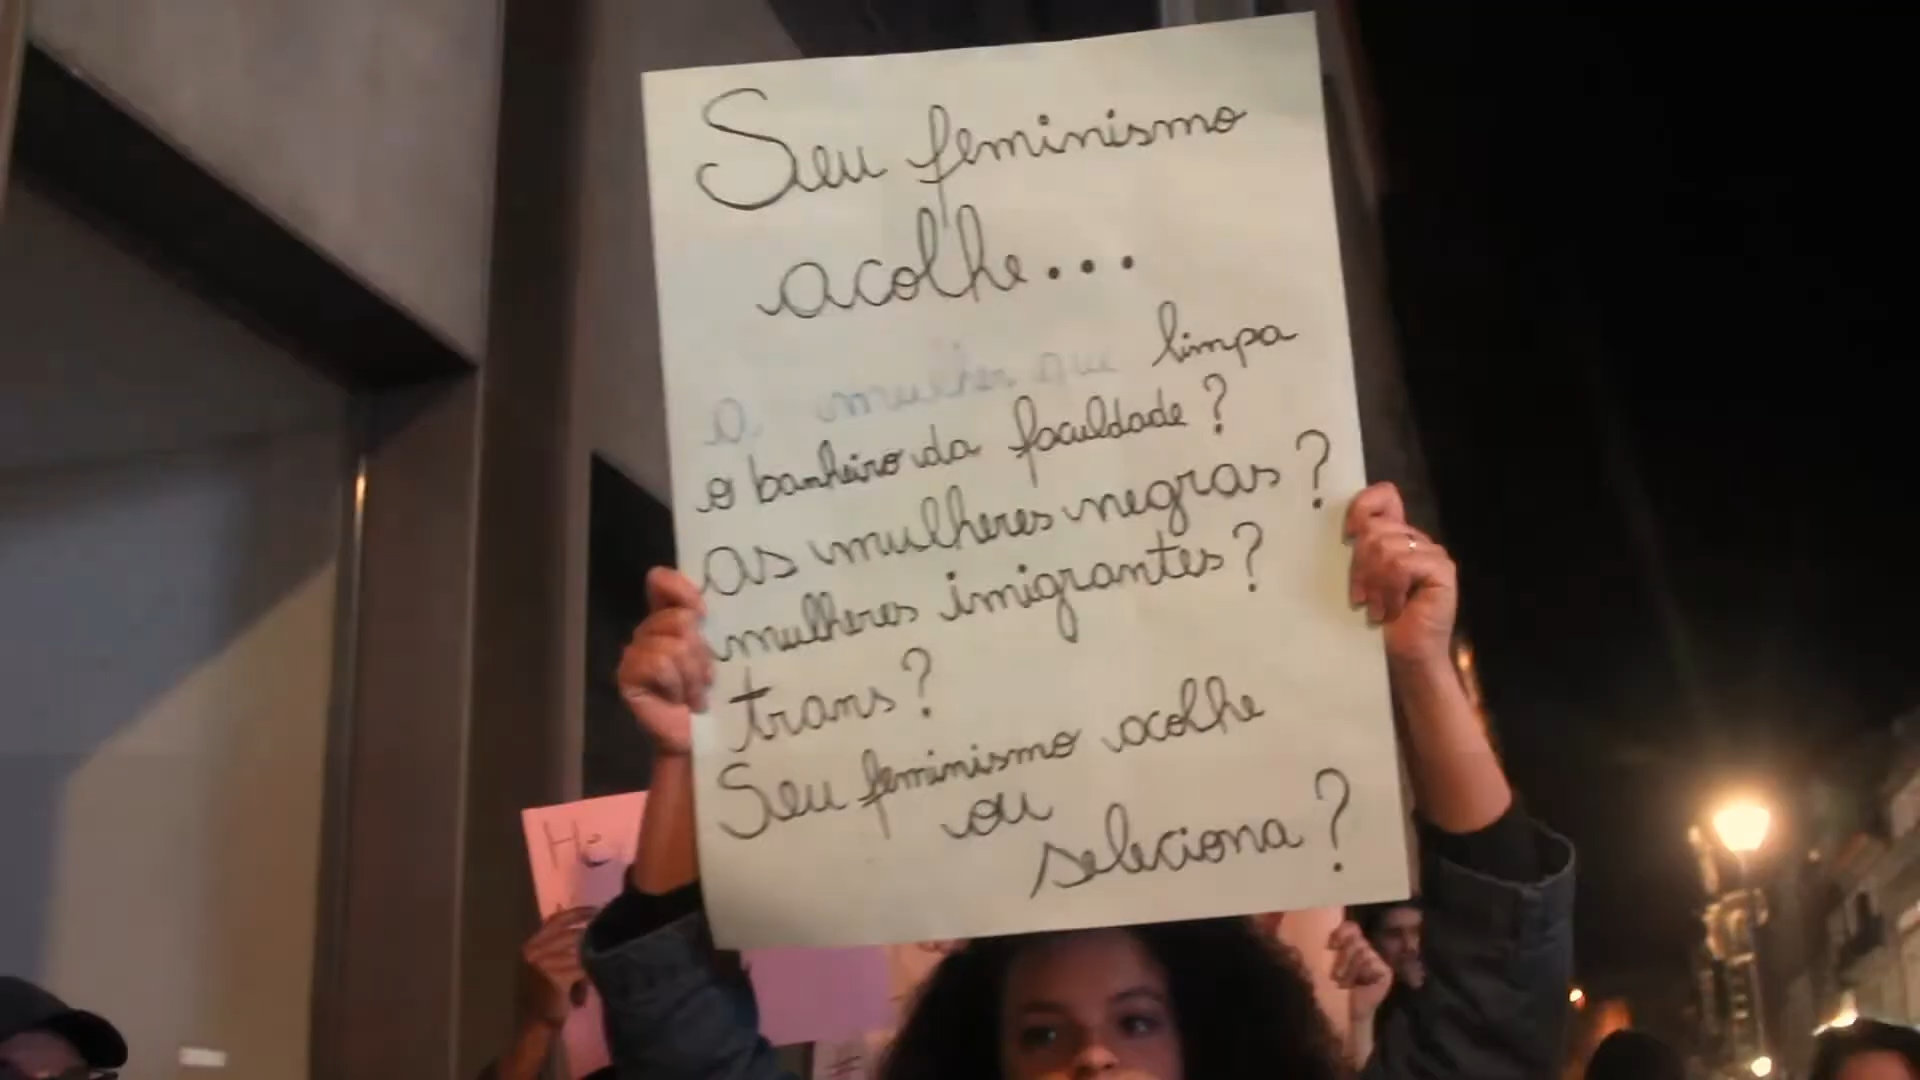 Seu feminismo
acolhe...
a mulher que limpa
o banheiro da faculdade?
as mulheres negras?
mulheres imigrantes?
trans?
Seu feminismo acolhe
ou
seleciona?